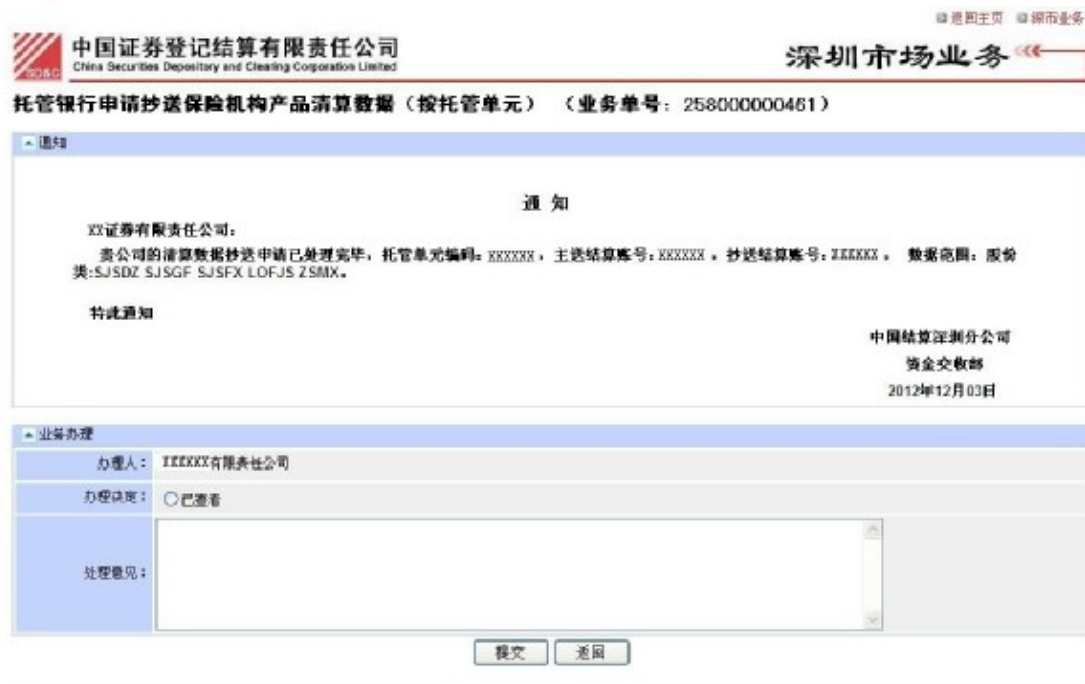 返回主页 深市业务
中国证券登记结算有限责任公司
China Securities Depository and Clearing Corporation Limited
深圳市场业务
SD&C
托管银行申请抄送保险机构产品清算数据（按托管单元） （业务单号：258000000461）
通知
通 知
XX证券有限责任公司：
贵公司的清算数据抄送申请已处理完毕，托管单元编码：XXXXXX，主送结算账号：XXXXXX，抄送结算账号：XXXXXX， 数据范围：股份
类:SJSDZ SJSGF SJSFX LOFJS ZSMX。
特此通知
中国结算深圳分公司
资金交收部
2012年12月03日
业务办理
办理人： XXXXXX有限责任公司
办理决定： 已查看
处理意见：
提交 返回